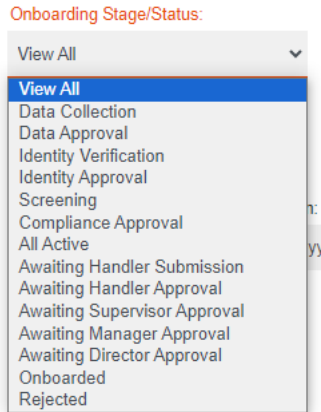 Onboarding Stage/Status:
View All
View All
Data Collection
Data Approval
Identity Verification
Identity Approval
Screening
Compliance Approval
All Active
Awaiting Handler Submission
Awaiting Handler Approval
Awaiting Supervisor Approval
Awaiting Manager Approval
Awaiting Director Approval
Onboarded
Rejected